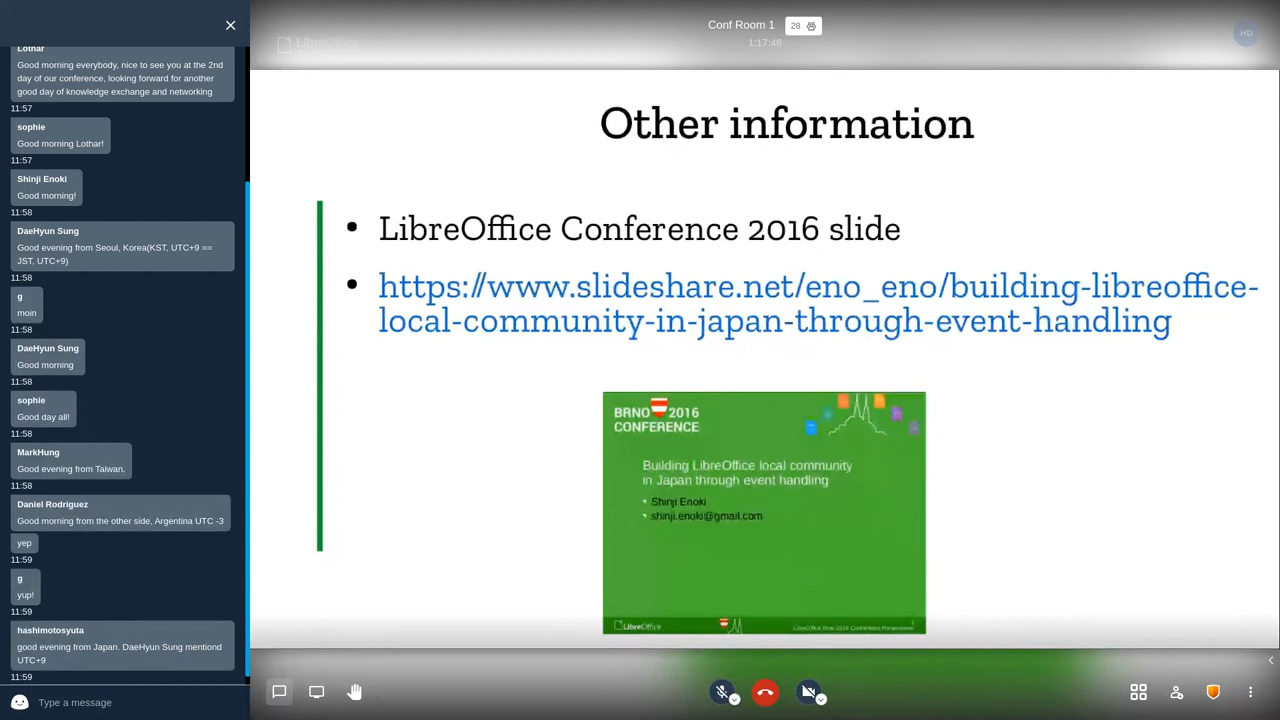 Lothar
Good morning everybody, nice to see you at the 2nd
day of our conference, looking forward for another
good day of knowledge exchange and networking
11:57
sophie
Good morning Lothar!
11:57
Shinji Enoki
Good morning!
11:58
DaeHyun Sung
Good evening from Seoul, Korea(KST, UTC+9 ==
JST, UTC+9)
11:58
g
moin
11:58
DaeHyun Sung
Good morning
11:58
sophie
Good day all!
11:58
MarkHung
Good evening from Taiwan.
11:58
Daniel Rodriguez
Good morning from the other side, Argentina UTC -3
yep
11:59
g
yup!
11:59
hashimotosyuta
good evening from Japan. DaeHyun Sung mentiond
UTC+9
11:59
Type a message
Conf Room 1
28
1:17:48
HD
LibreOffice
Other information
• LibreOffice Conference 2016 slide
• https://www.slideshare.net/eno_eno/building-libreoffice-
local-community-in-japan-through-event-handling
BRNO 2016
CONFERENCE
Building LibreOffice local community
in Japan through event handling
Shinji Enoki
shinji.enoki@gmail.com
LibreOffice
LibreOffice Brno 2016 Conference Presentation
1